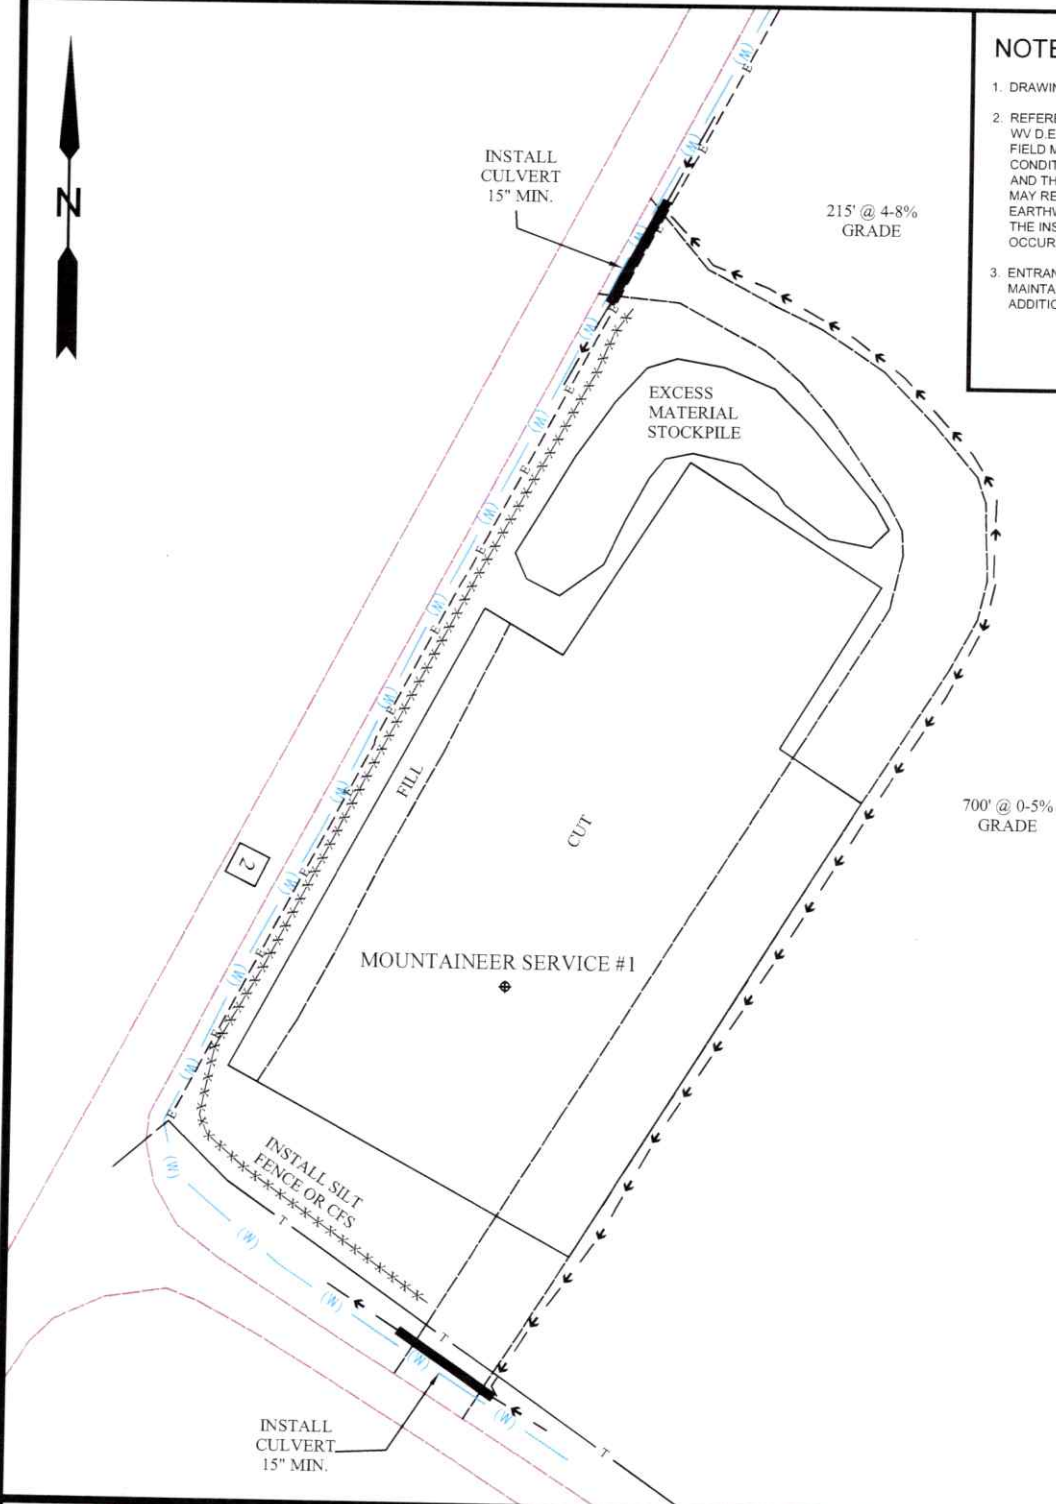 N
INSTALL
CULVERT
15" MIN.
215' @ 4-8%
GRADE
NOTE
1. DRAWIN
2. REFERE
WV D.E
FIELD M
CONDIT
AND TH
MAY RE
EARTHW
THE INS
OCCUR
3. ENTRAN
MAINTA
ADDITIO
EXCESS
MATERIAL
STOCKPILE
FILL
CUT
700' @ 0-5%
GRADE
2
MOUNTAINEER SERVICE #1
INSTALL SILT
FENCE OR CFS
INSTALL
CULVERT
15" MIN.